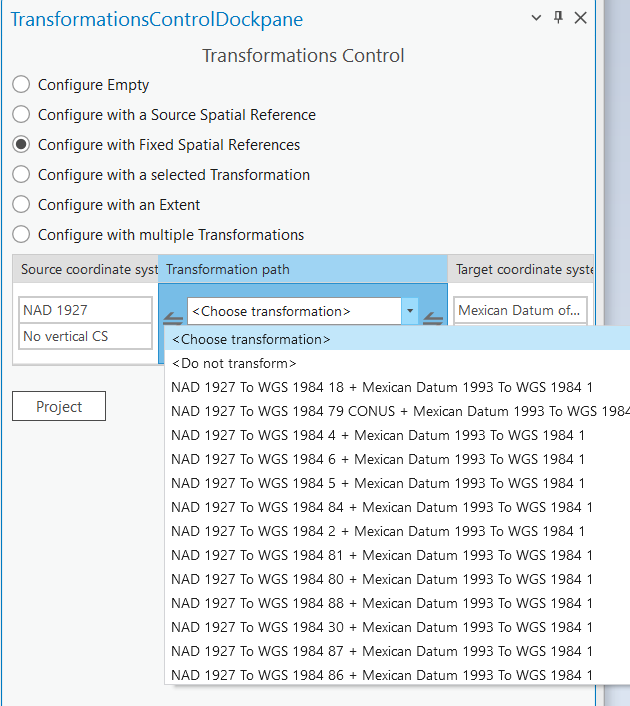 TransformationsControlDockpane
Transformations Control
Configure Empty
Configure with a Source Spatial Reference
Configure with Fixed Spatial References
Configure with a selected Transformation
Configure with an Extent
Configure with multiple Transformations
Source coordinate syst Transformation path Target coordinate syste
NAD 1927 <Choose transformation> Mexican Datum of...
No vertical CS
<Choose transformation>
<Do not transform>
NAD 1927 To WGS 1984 18 + Mexican Datum 1993 To WGS 1984 1
NAD 1927 To WGS 1984 79 CONUS + Mexican Datum 1993 To WGS 1984
NAD 1927 To WGS 1984 4 + Mexican Datum 1993 To WGS 1984 1
NAD 1927 To WGS 1984 6 + Mexican Datum 1993 To WGS 1984 1
NAD 1927 To WGS 1984 5 + Mexican Datum 1993 To WGS 1984 1
NAD 1927 To WGS 1984 84 + Mexican Datum 1993 To WGS 1984 1
NAD 1927 To WGS 1984 2 + Mexican Datum 1993 To WGS 1984 1
NAD 1927 To WGS 1984 81 + Mexican Datum 1993 To WGS 1984 1
NAD 1927 To WGS 1984 80 + Mexican Datum 1993 To WGS 1984 1
NAD 1927 To WGS 1984 88 + Mexican Datum 1993 To WGS 1984 1
NAD 1927 To WGS 1984 30 + Mexican Datum 1993 To WGS 1984 1
NAD 1927 To WGS 1984 87 + Mexican Datum 1993 To WGS 1984 1
NAD 1927 To WGS 1984 86 + Mexican Datum 1993 To WGS 1984 1
Project